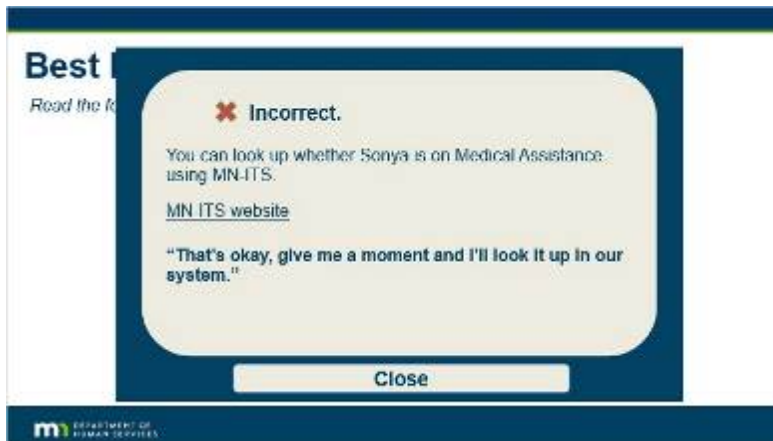 Best
Read the fo
Incorrect.
You can look up whether Sonya is on Medical Assistance
using MN-ITS.
MN ITS website
“That's okay, give me a moment and I'll look it up in our
system.”
Close
mn DEPARTMENT OF
HUMAN SERVICES